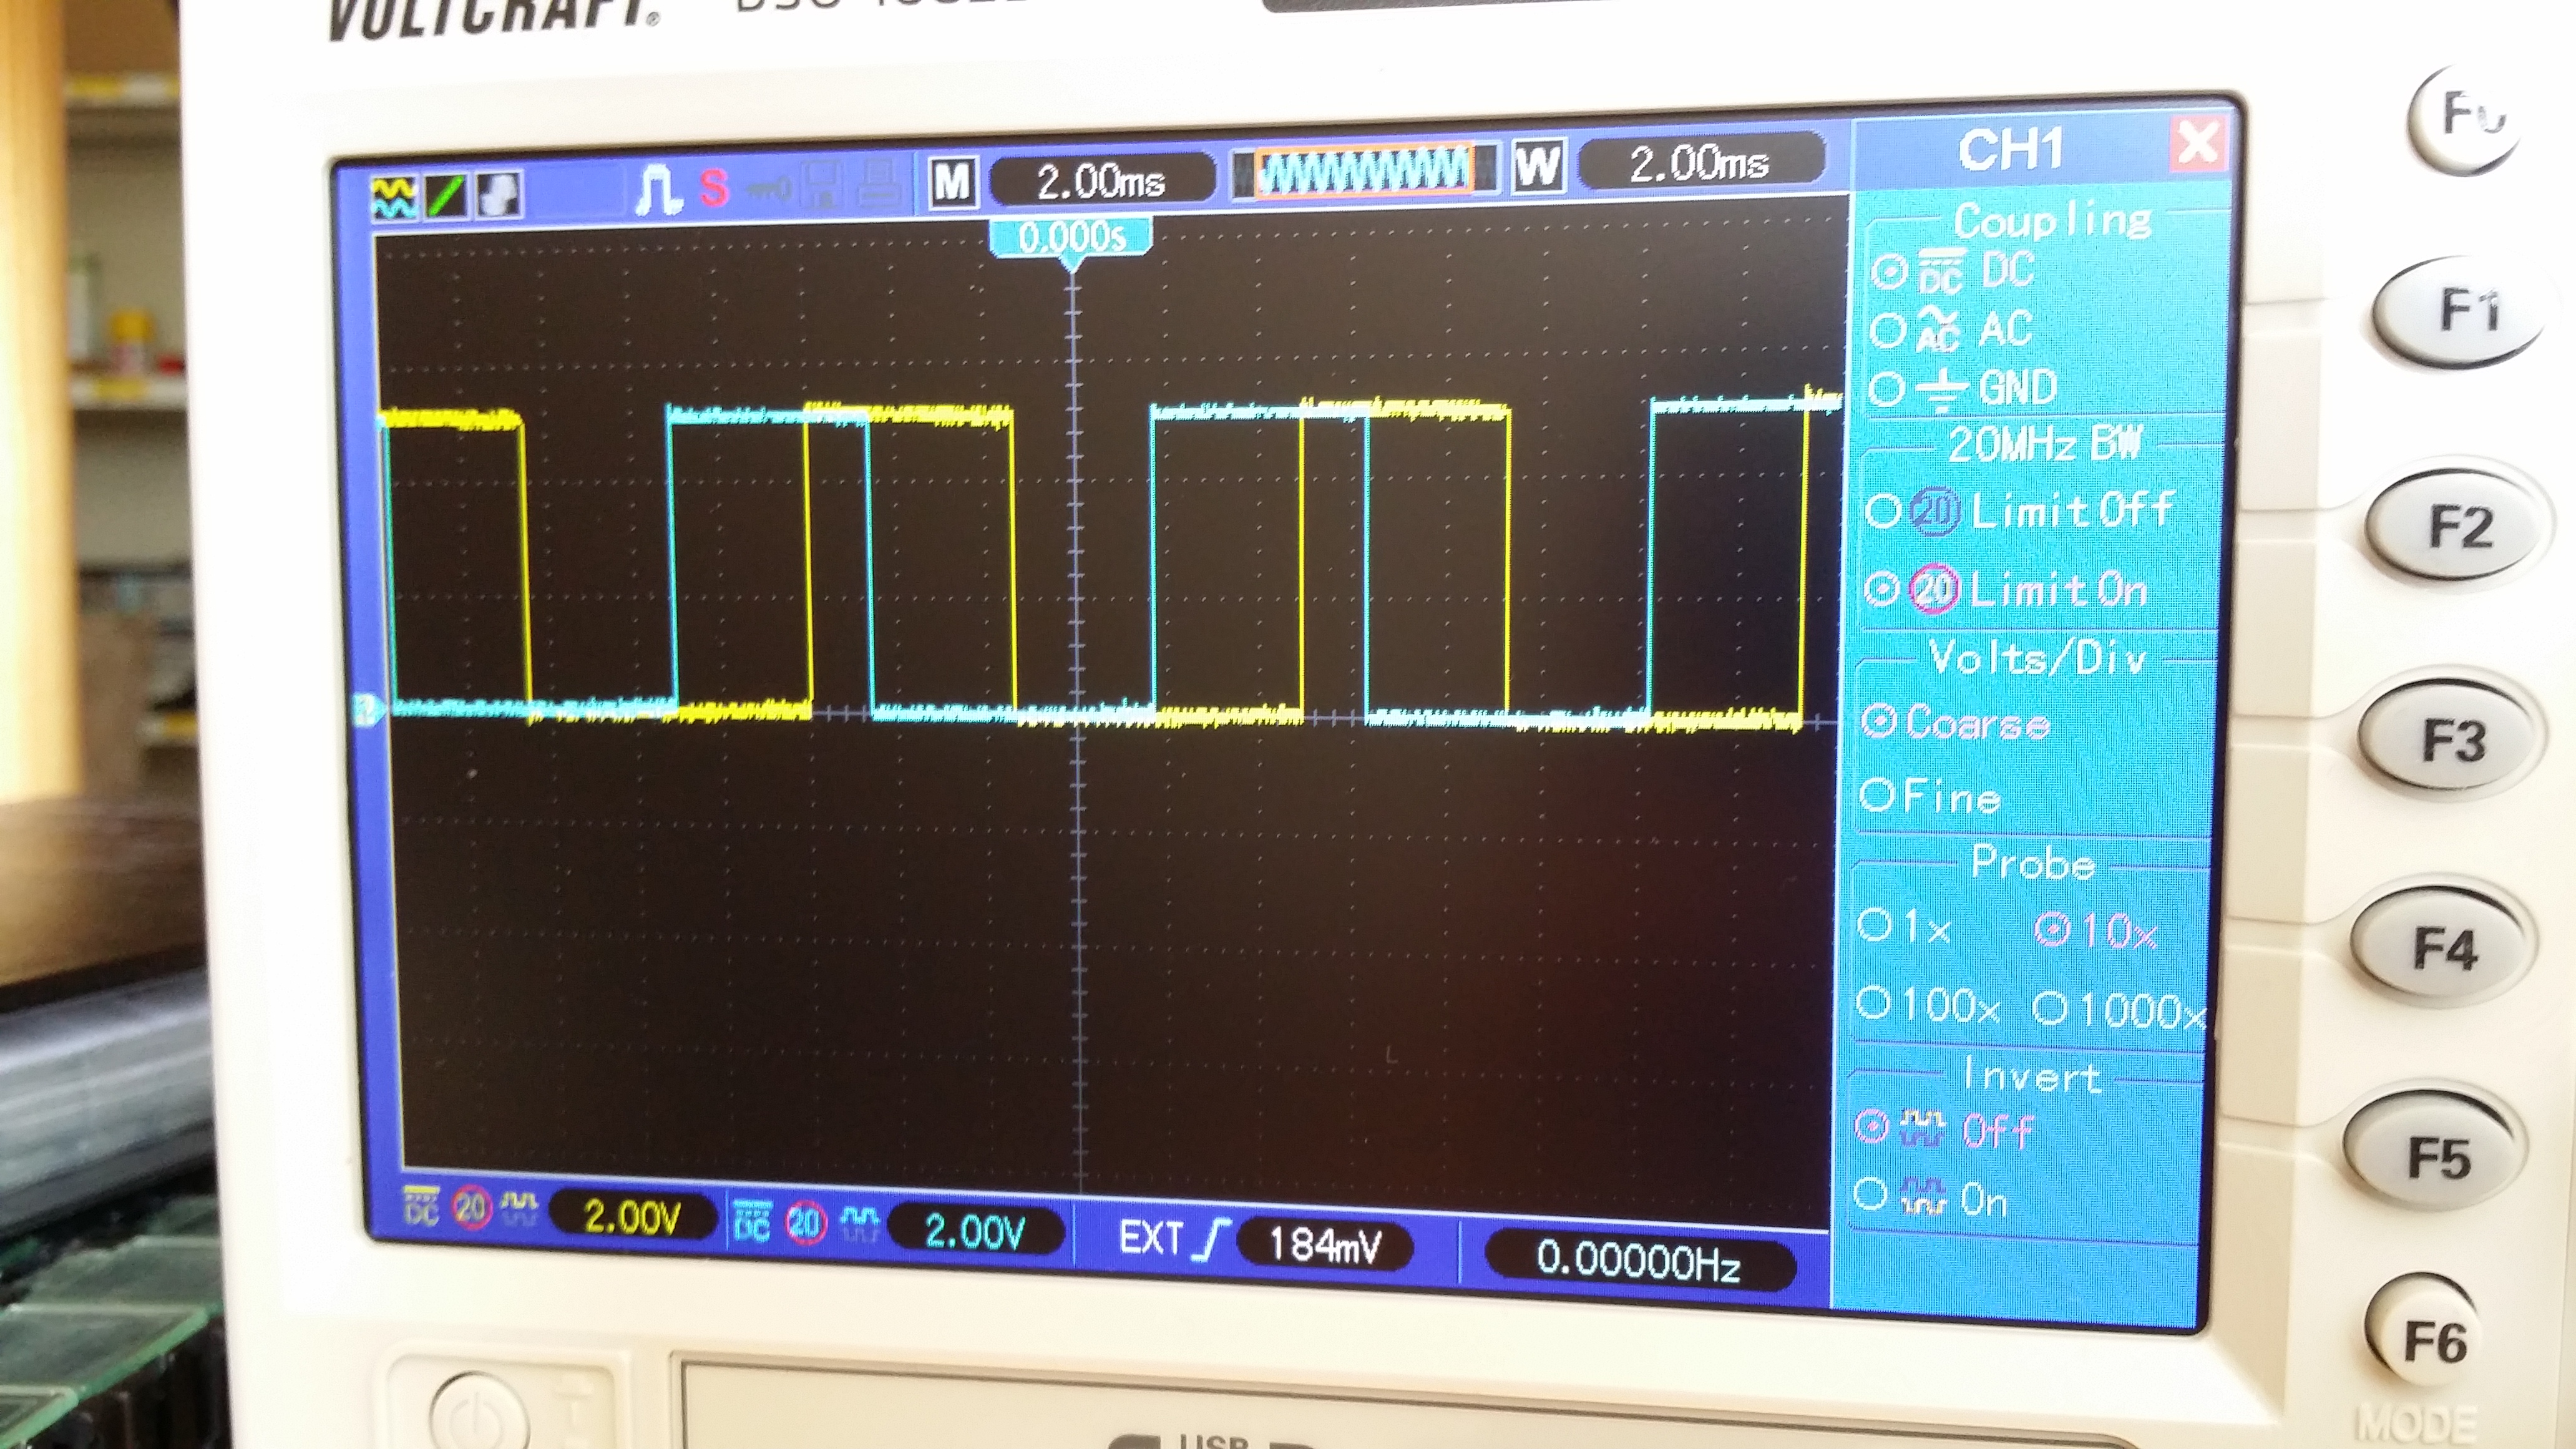 VOLTCRAFT®
S M 2.00ms W 2.00ms CH1
0.000s
Coupling
DC DC
AC AC
GND
20MHz BW
20 Limit Off
20 Limit On
Volts/Div
Coarse
Fine
Probe
1x 10x
100x 1000x
Invert
Off
On
DC 20 2.00V DC 20 2.00V EXT 184mV 0.00000Hz
F1
F2
F3
F4
F5
F6
MODE
USB